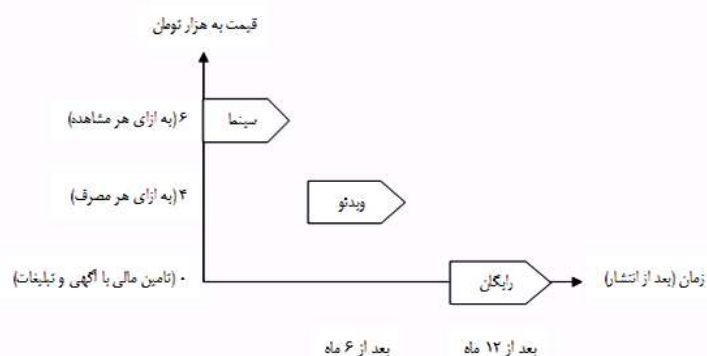 قیمت به هزار تومان
۶ (به ازای هر مشاهده)
سینما
۴ (به ازای هر مصرف)
ویدئو
۰ (تامین مالی با آگهی و تبلیغات)
رایگان
زمان (بعد از انتشار)
بعد از ۶ ماه
بعد از ۱۲ ماه